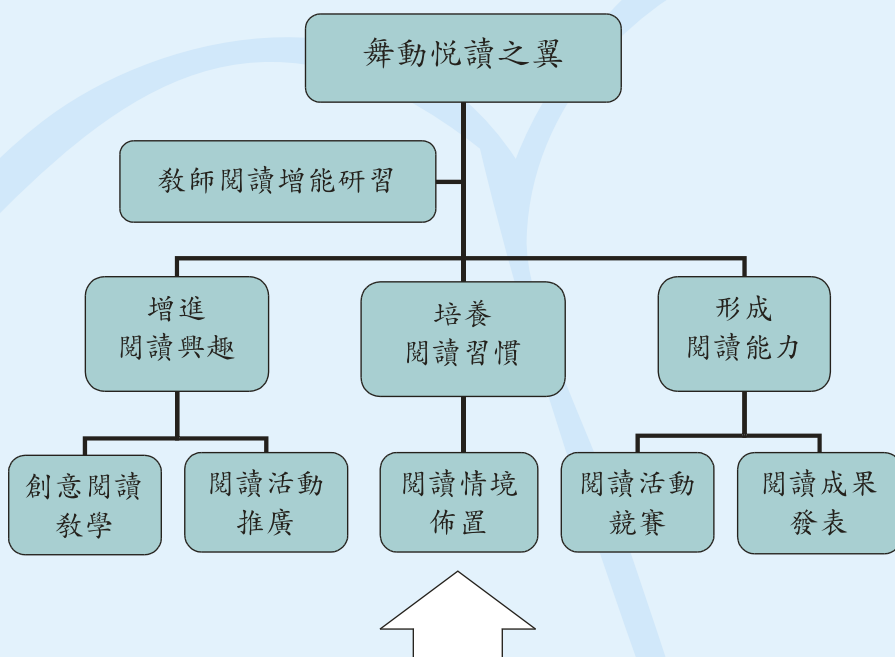 舞動悅讀之翼
教師閱讀增能研習
增進
閱讀興趣
培養
閱讀習慣
形成
閱讀能力
創意閱讀
教學
閱讀活動
推廣
閱讀情境
佈置
閱讀活動
競賽
閱讀成果
發表